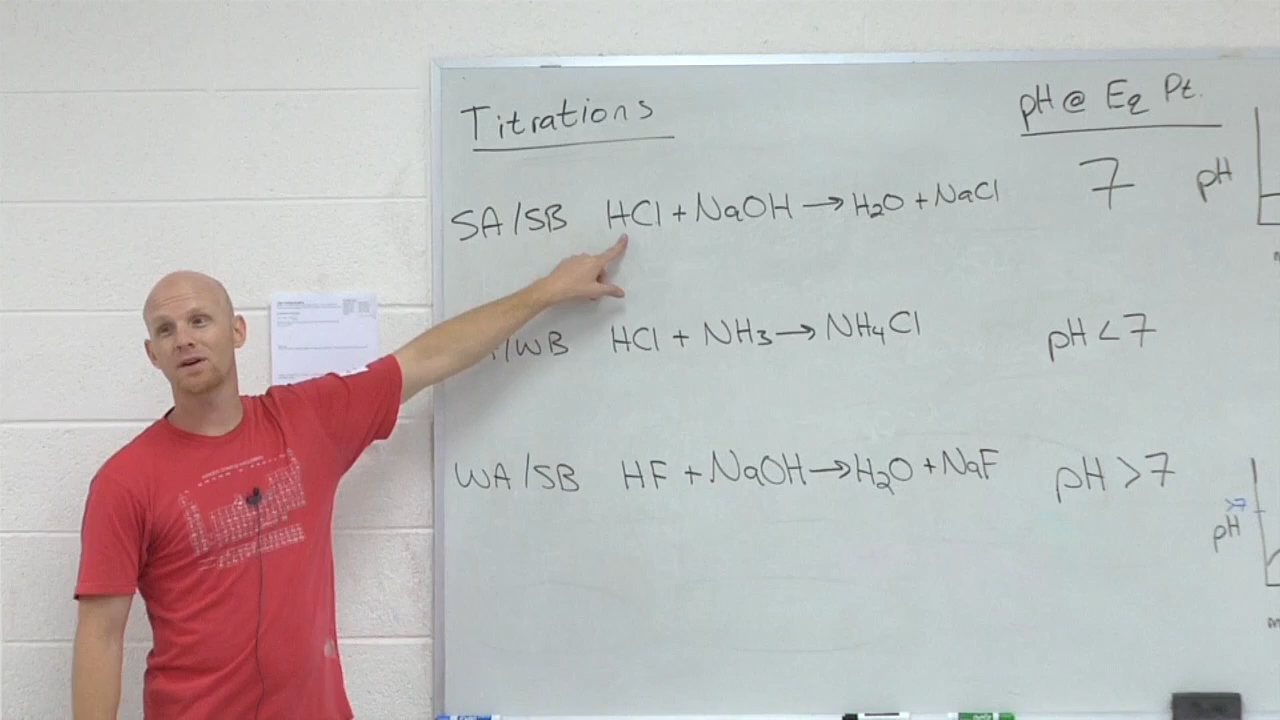 Titrations
pH @ Eq Pt.
SA/SB HCl + NaOH → H₂O + NaCl 7 pH
/WB HCl + NH₃ → NH₄Cl pH < 7
WA/SB HF + NaOH → H₂O + NaF pH > 7
>7
pH